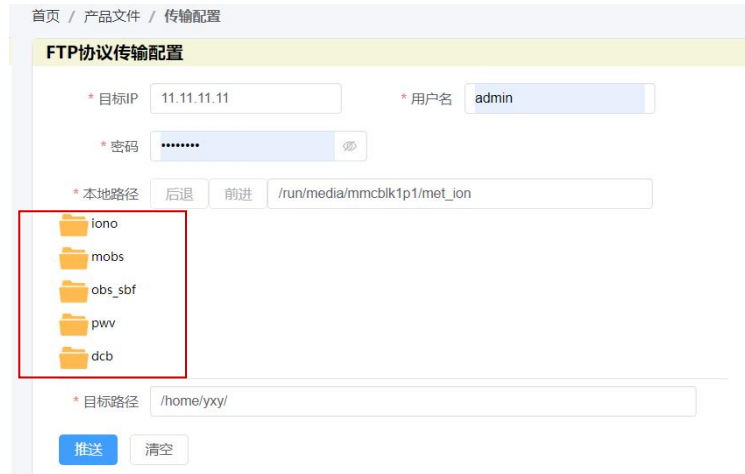 首页 / 产品文件 / 传输配置
FTP协议传输配置
* 目标IP 11.11.11.11 * 用户名 admin
* 密码 ••••••••
* 本地路径 后退 前进 /run/media/mmcblk1p1/met_ion
iono
mobs
obs_sbf
pwv
dcb
* 目标路径 /home/yxy/
推送 清空